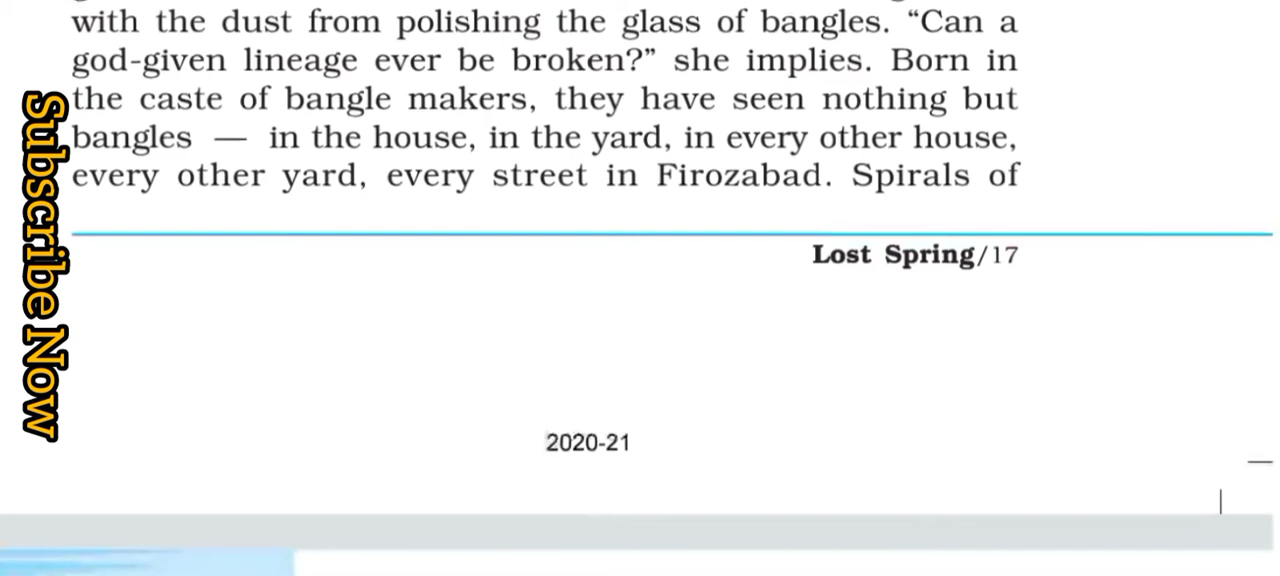 with the dust from polishing the glass of bangles. “Can a
god-given lineage ever be broken?” she implies. Born in
the caste of bangle makers, they have seen nothing but
bangles — in the house, in the yard, in every other house,
every other yard, every street in Firozabad. Spirals of
Lost Spring/17
2020-21
Subscribe Now